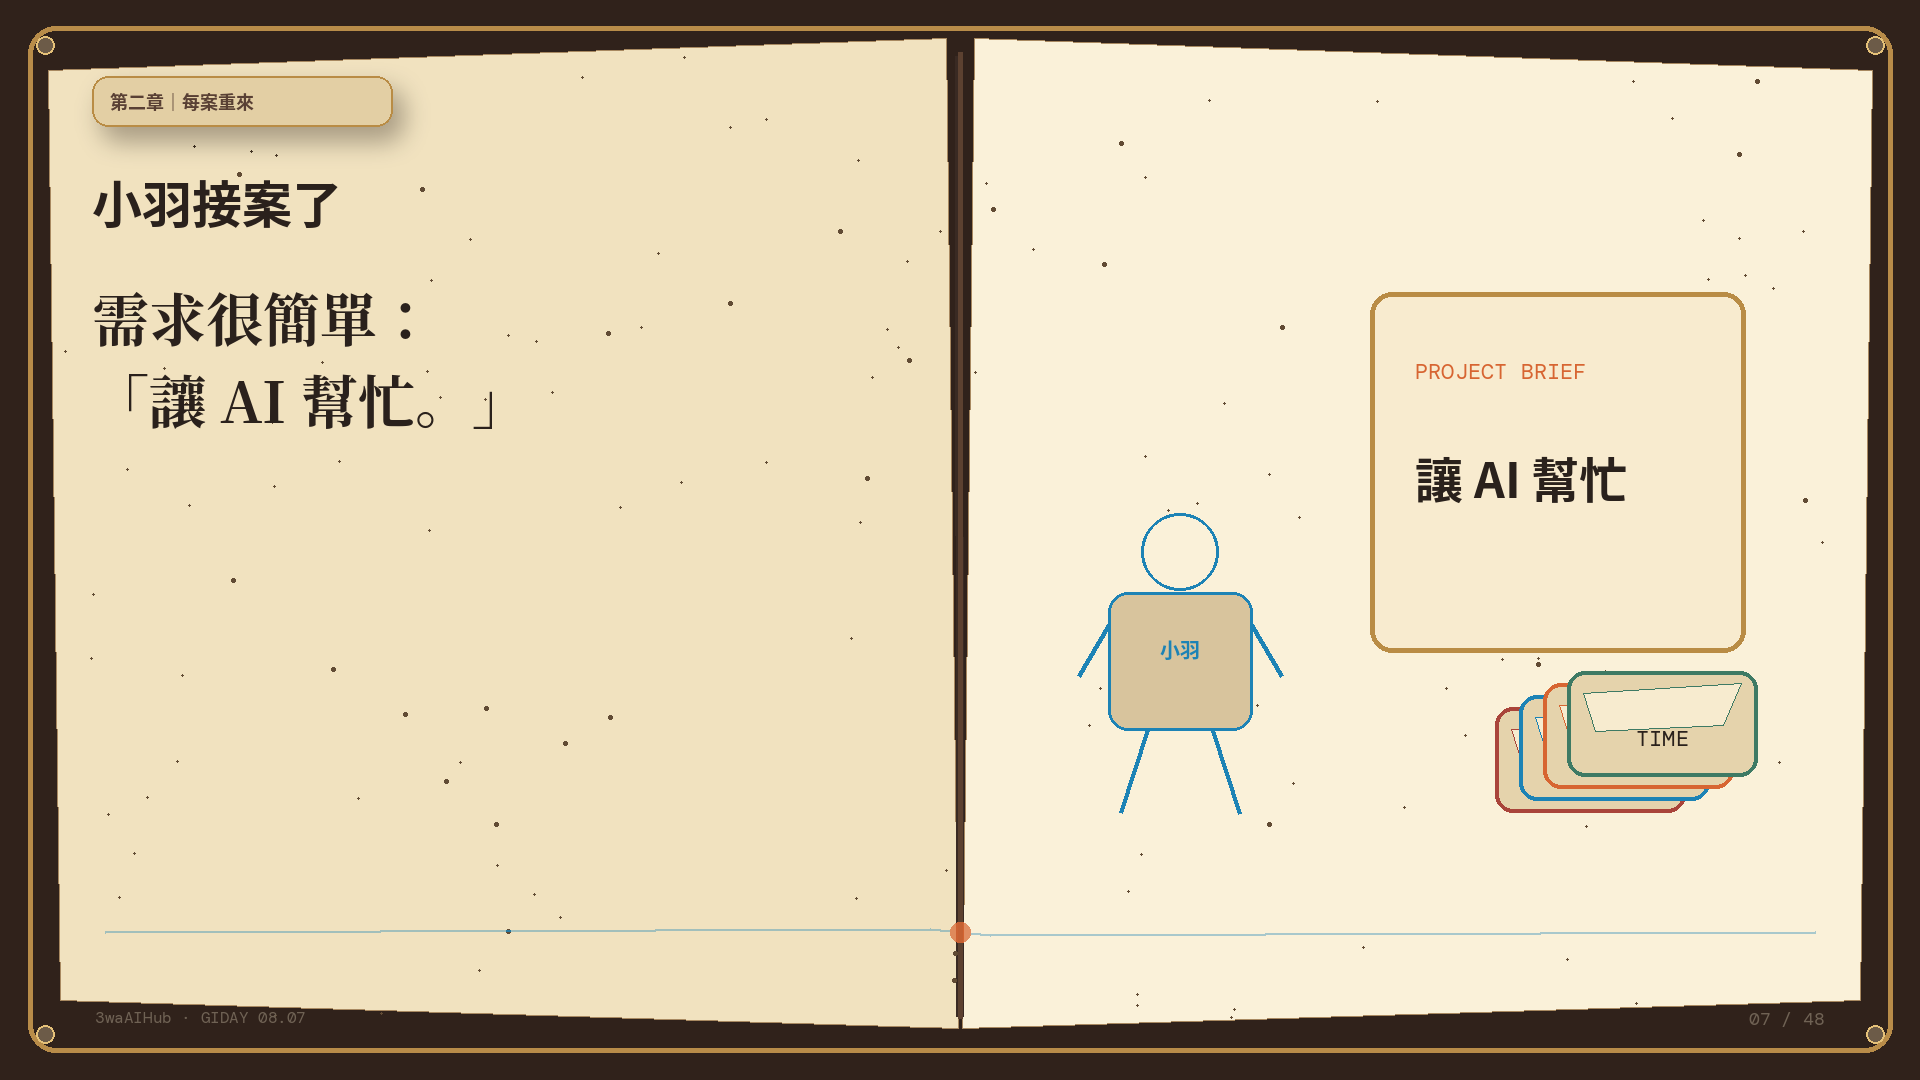 第二章｜每案重來
小羽接案了
需求很簡單：
「讓 AI 幫忙。」
PROJECT BRIEF
讓 AI 幫忙
小羽
TIME
3waAIHub · GIDAY 08.07
07 / 48